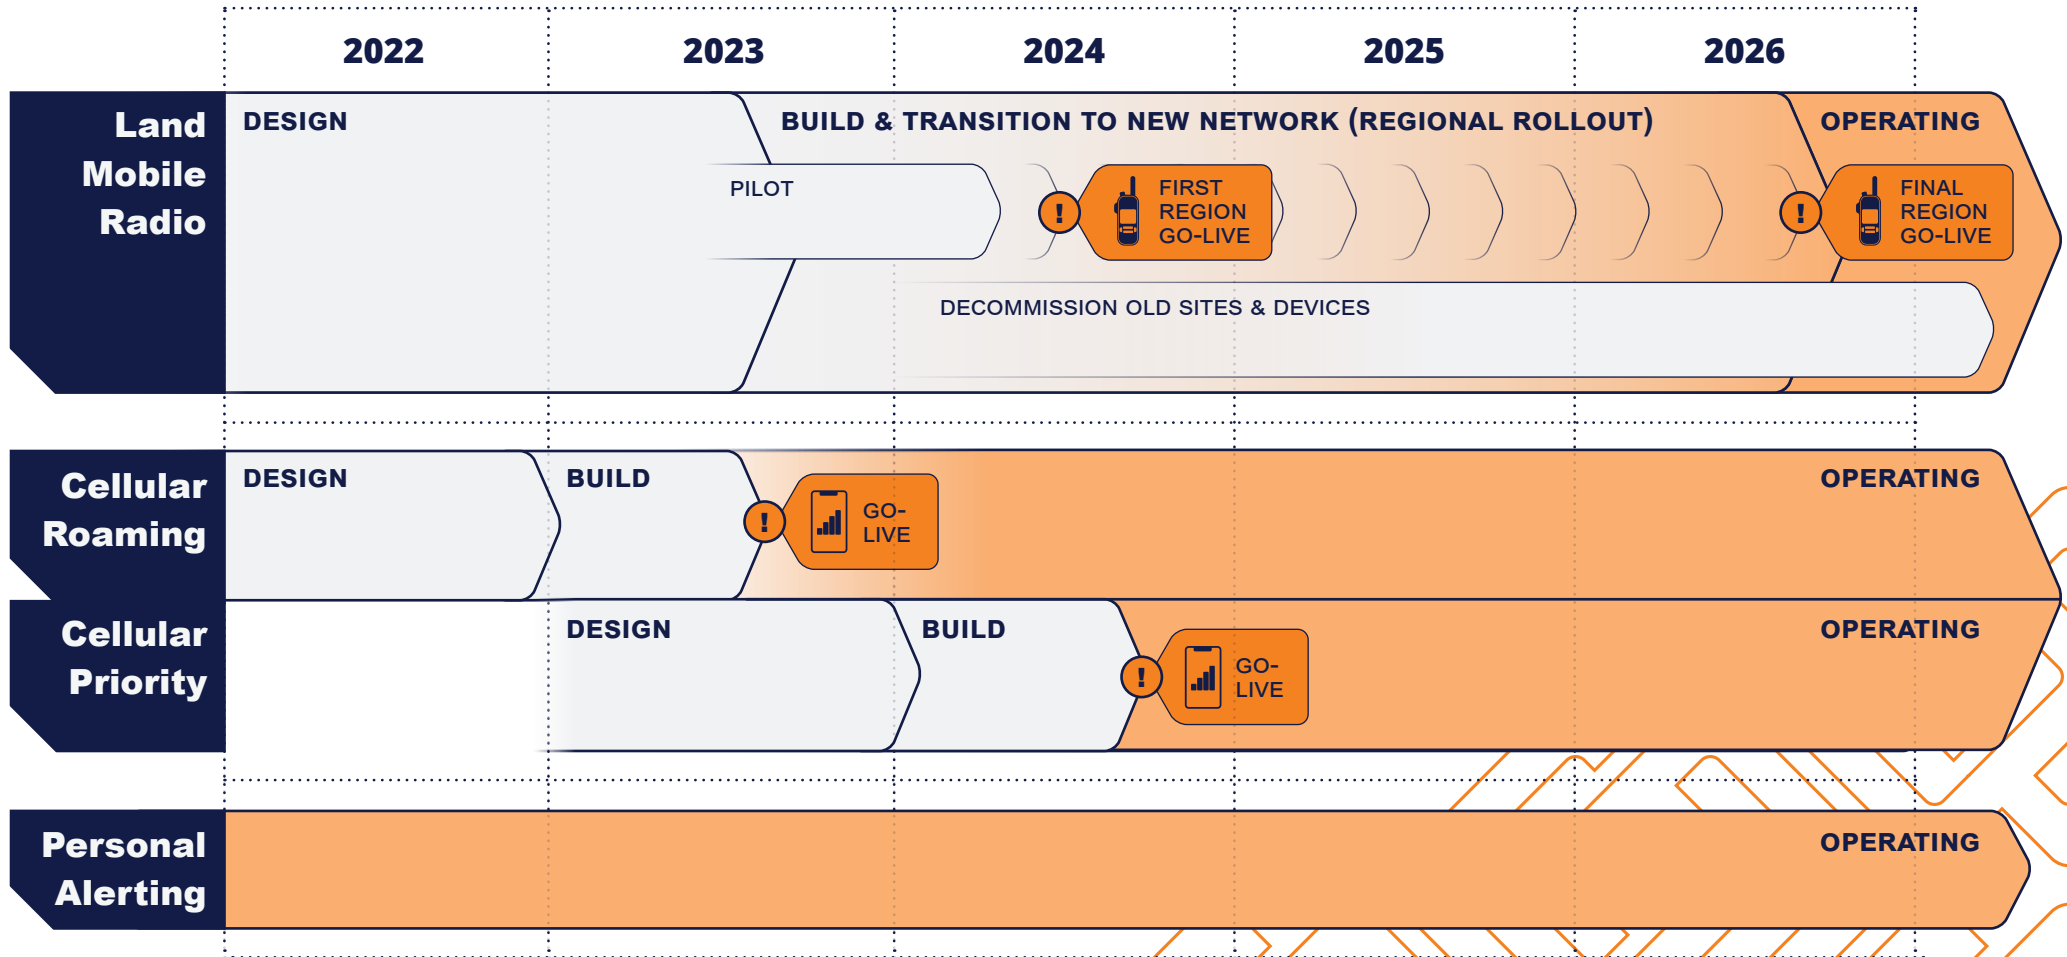 2022 2023 2024 2025 2026
Land
Mobile
Radio
DESIGN
BUILD & TRANSITION TO NEW NETWORK (REGIONAL ROLLOUT)
OPERATING
PILOT
!
FIRST
REGION
GO-LIVE
!
FINAL
REGION
GO-LIVE
DECOMMISSION OLD SITES & DEVICES
Cellular
Roaming
DESIGN
BUILD
!
GO-
LIVE
OPERATING
Cellular
Priority
DESIGN
BUILD
!
GO-
LIVE
OPERATING
Personal
Alerting
OPERATING